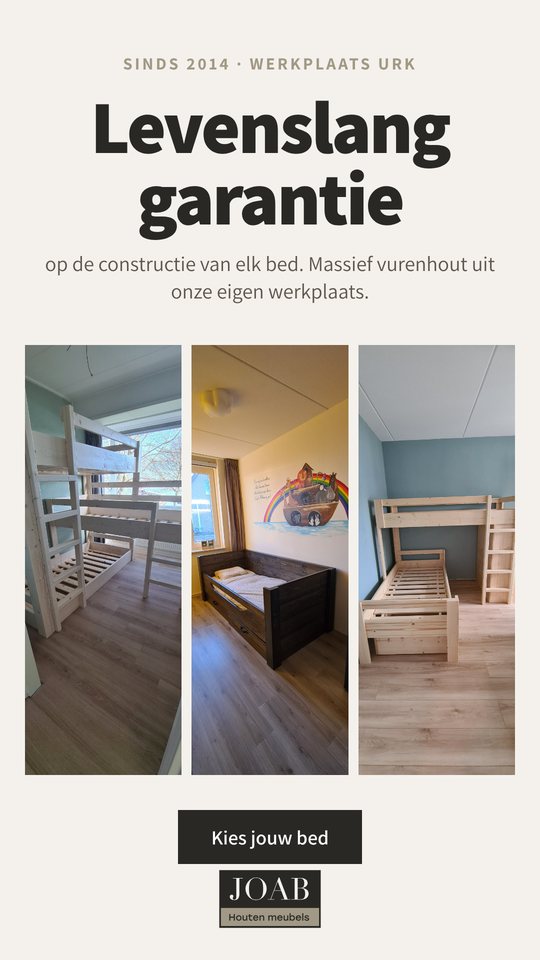 SINDS 2014 · WERKPLAATS URK
Levenslang
garantie
op de constructie van elk bed. Massief vurenhout uit
onze eigen werkplaats.
Kies jouw bed
JOAB
Houten meubels